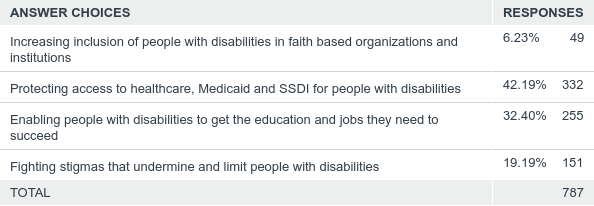 ANSWER CHOICES RESPONSES
Increasing inclusion of people with disabilities in faith based organizations and 6.23% 49
institutions
Protecting access to healthcare, Medicaid and SSDI for people with disabilities 42.19% 332
Enabling people with disabilities to get the education and jobs they need to 32.40% 255
succeed
Fighting stigmas that undermine and limit people with disabilities 19.19% 151
TOTAL 787